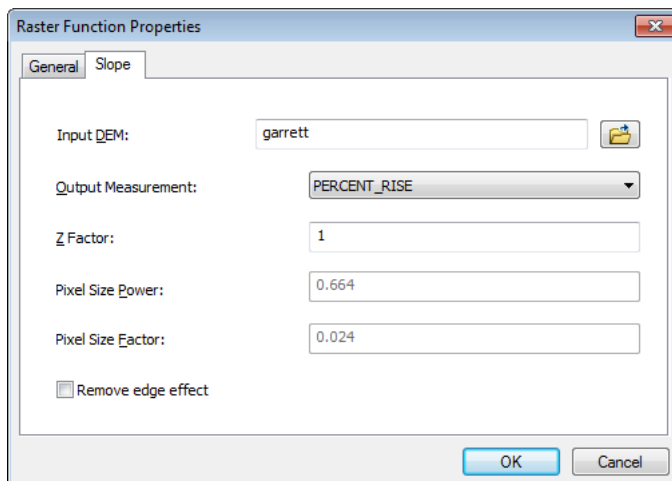 Raster Function Properties
General Slope
Input DEM: garrett
Output Measurement: PERCENT_RISE
Z Factor: 1
Pixel Size Power: 0.664
Pixel Size Factor: 0.024
Remove edge effect
OK Cancel